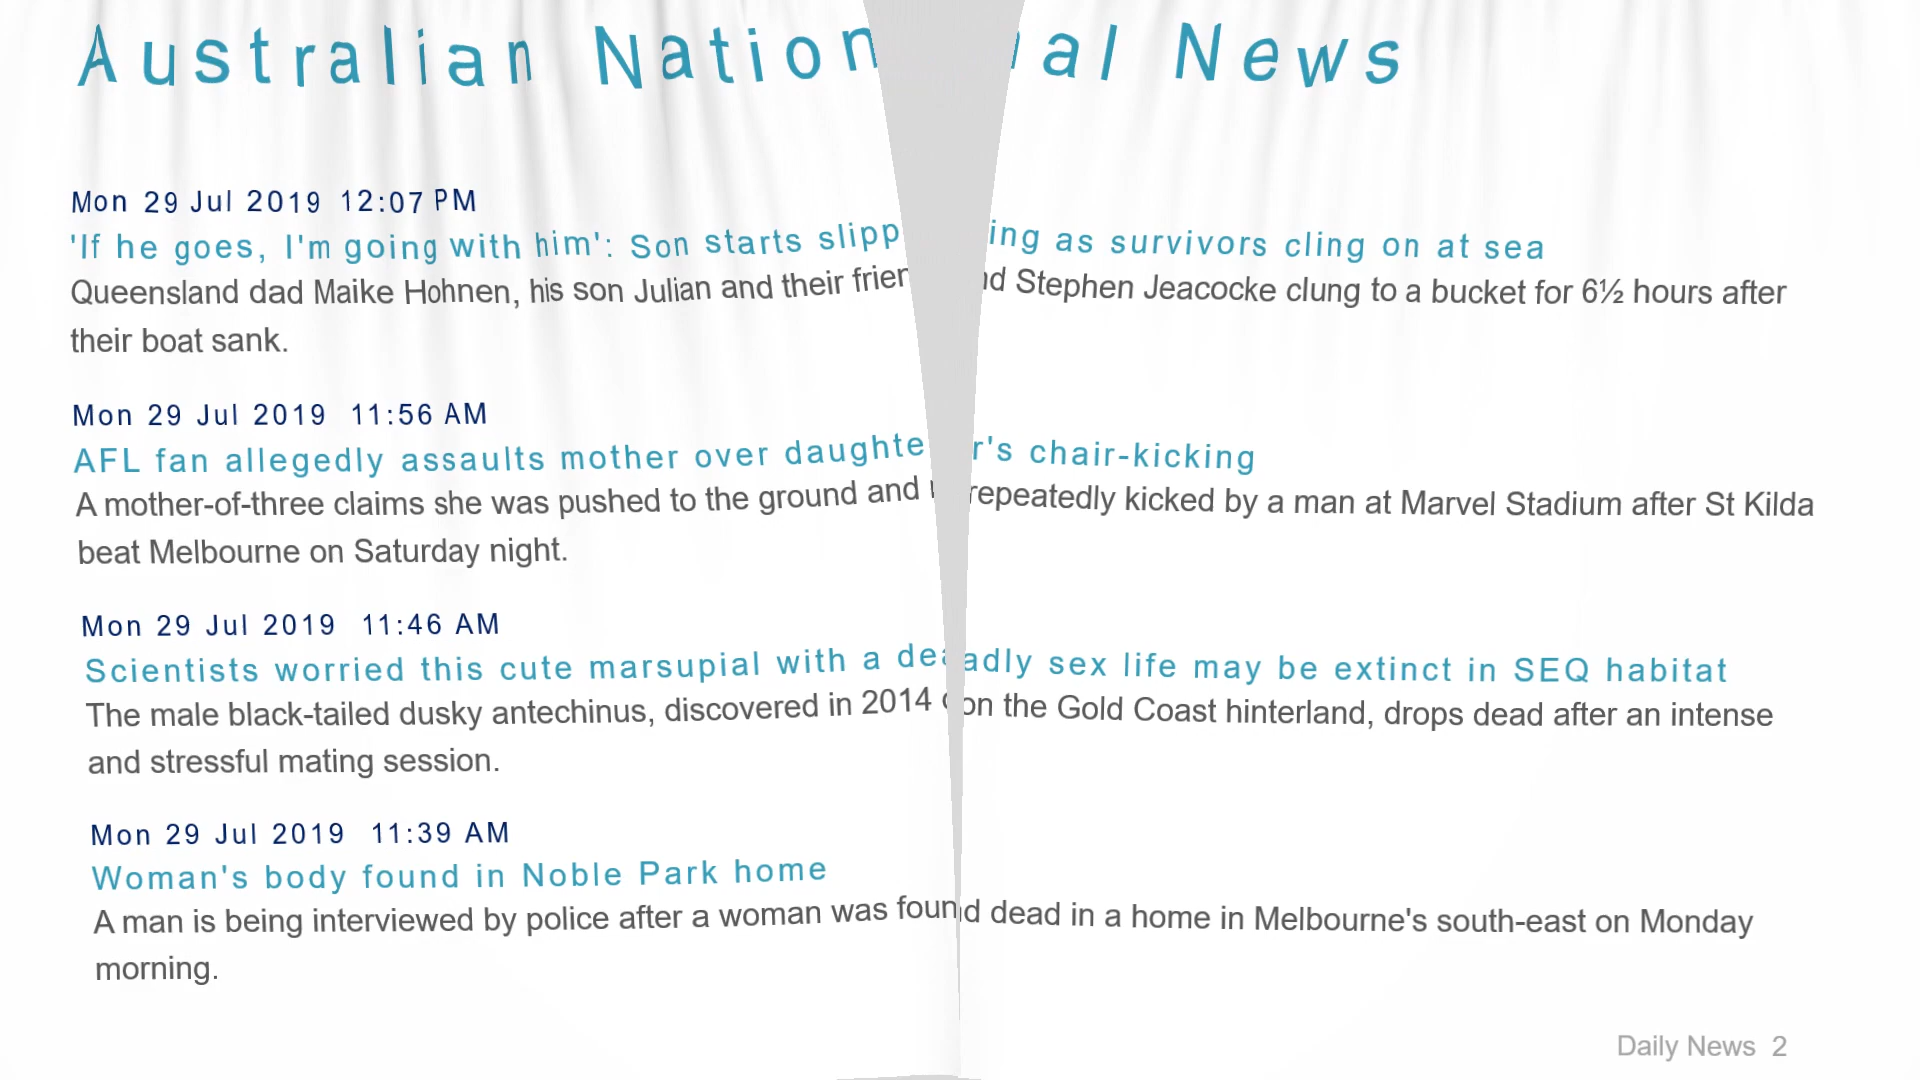 Australian National News
Mon 29 Jul 2019 12:07 PM
'If he goes, I'm going with him': Son starts slipping as survivors cling on at sea
Queensland dad Maike Hohnen, his son Julian and their friend Stephen Jeacocke clung to a bucket for 6½ hours after
their boat sank.
Mon 29 Jul 2019 11:56 AM
AFL fan allegedly assaults mother over daughter's chair-kicking
A mother-of-three claims she was pushed to the ground and repeatedly kicked by a man at Marvel Stadium after St Kilda
beat Melbourne on Saturday night.
Mon 29 Jul 2019 11:46 AM
Scientists worried this cute marsupial with a deadly sex life may be extinct in SEQ habitat
The male black-tailed dusky antechinus, discovered in 2014 on the Gold Coast hinterland, drops dead after an intense
and stressful mating session.
Mon 29 Jul 2019 11:39 AM
Woman's body found in Noble Park home
A man is being interviewed by police after a woman was found dead in a home in Melbourne's south-east on Monday
morning.
Daily News 2